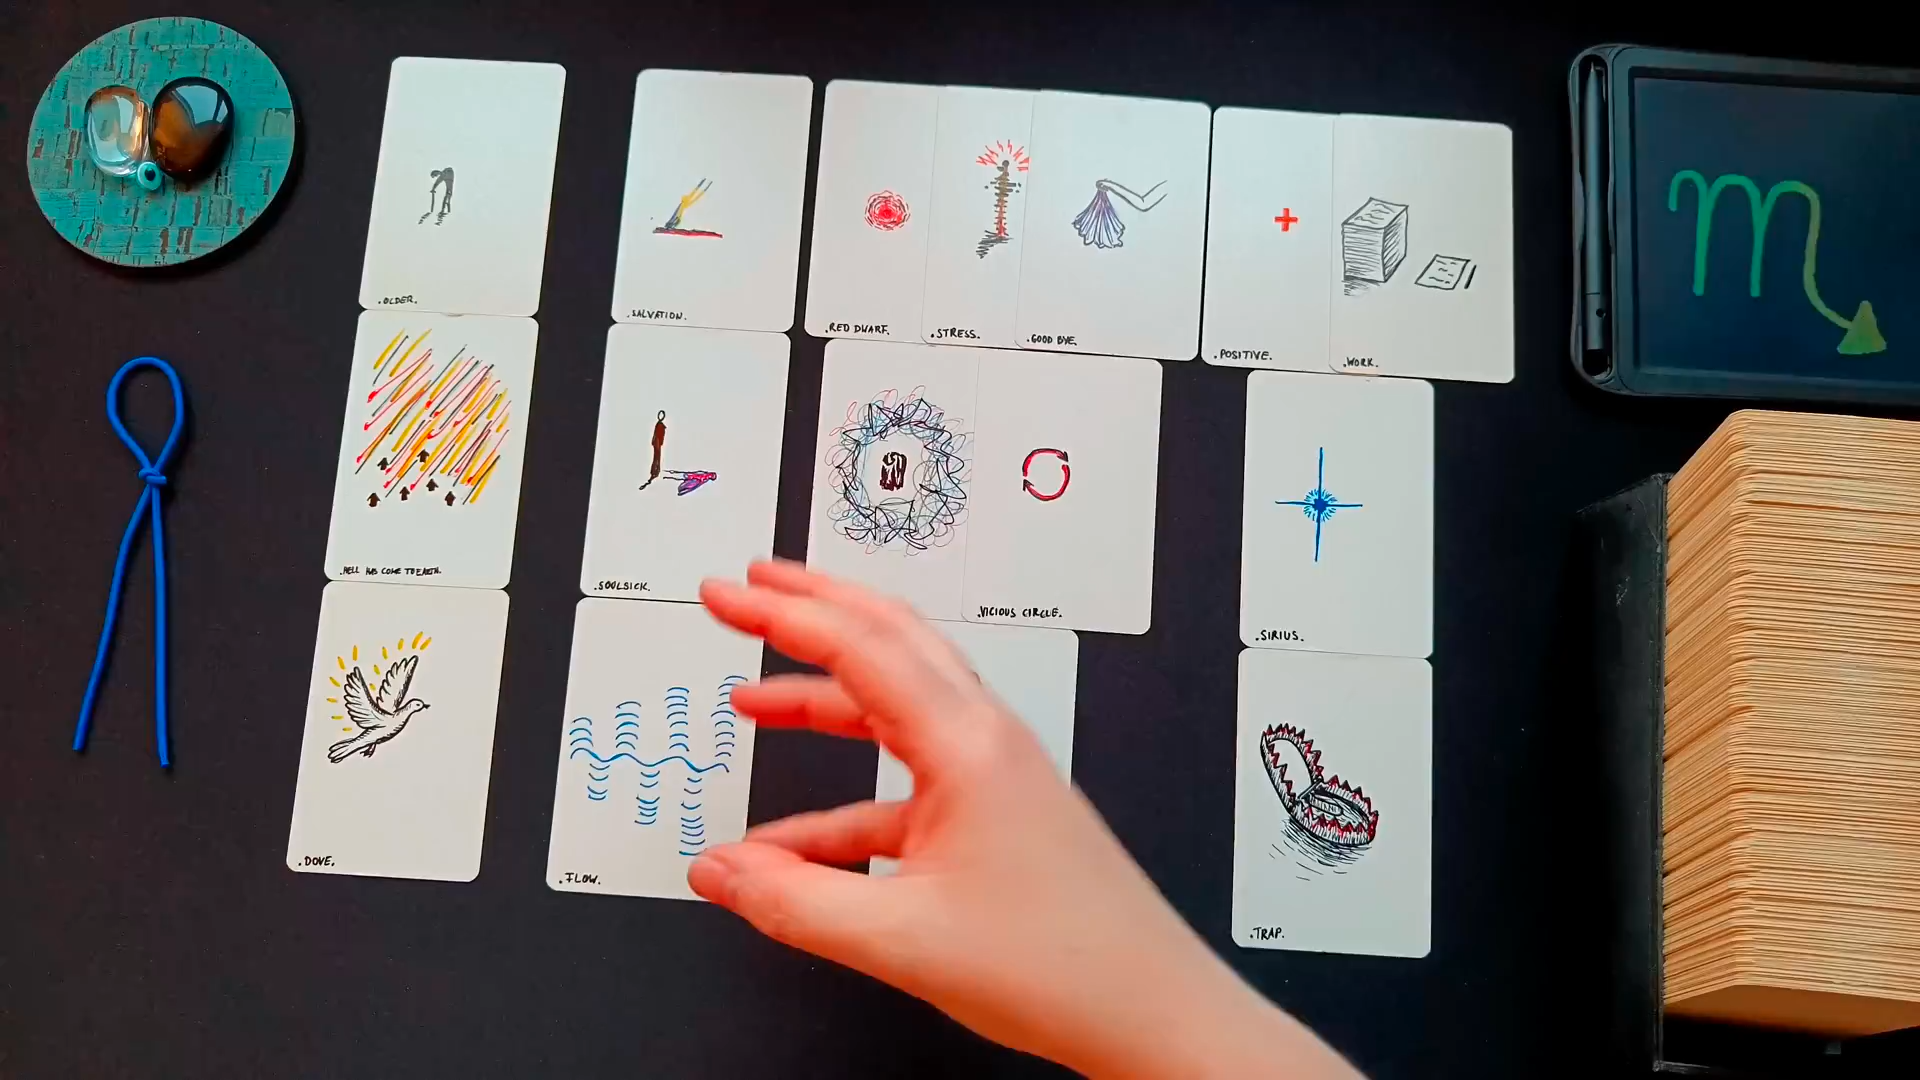 .OLDER.
.SALVATION.
.RED DWARF.
.STRESS.
.GOOD BYE.
.POSITIVE.
.WORK.
.HELL HAS COME TO EARTH.
.SOULSICK.
.VICIOUS CIRCLE.
.SIRIUS.
.DOVE.
.FLOW.
.TRAP.